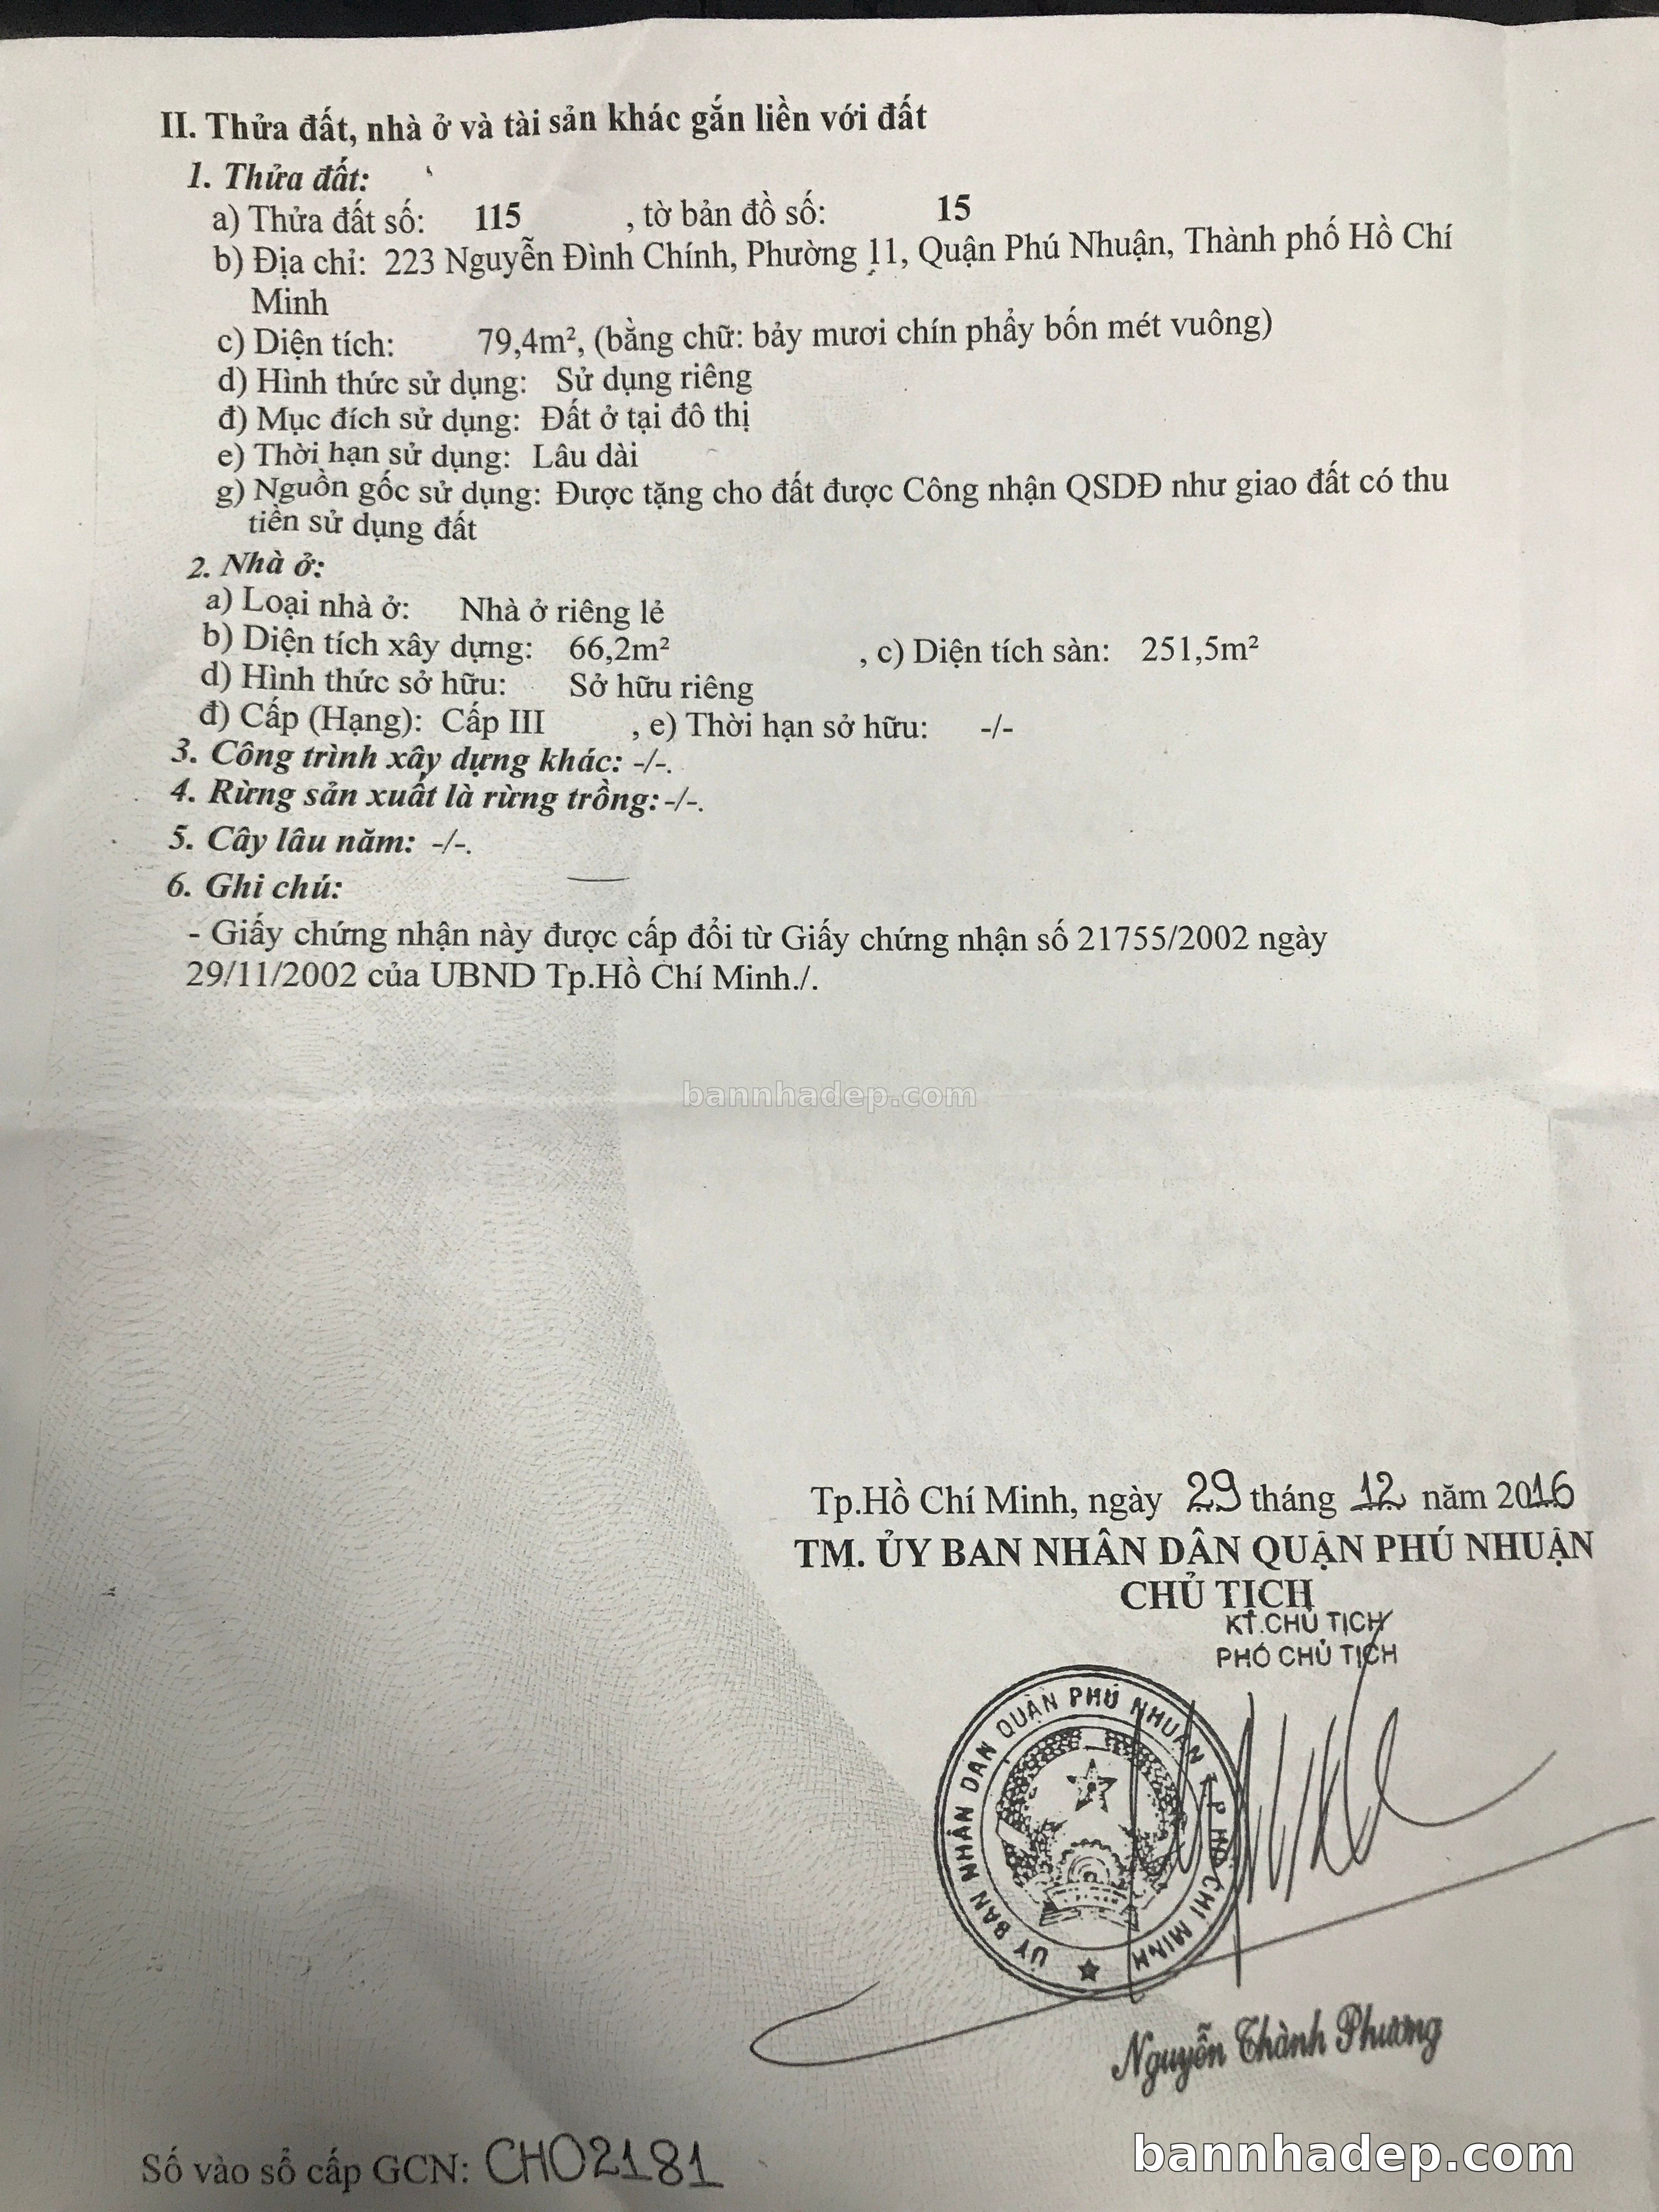 II. Thửa đất, nhà ở và tài sản khác gắn liền với đất
1. Thửa đất:
a) Thửa đất số: 115 , tờ bản đồ số: 15
b) Địa chỉ: 223 Nguyễn Đình Chính, Phường 11, Quận Phú Nhuận, Thành phố Hồ Chí
Minh
c) Diện tích: 79,4m², (bằng chữ: bảy mươi chín phẩy bốn mét vuông)
d) Hình thức sử dụng: Sử dụng riêng
đ) Mục đích sử dụng: Đất ở tại đô thị
e) Thời hạn sử dụng: Lâu dài
g) Nguồn gốc sử dụng: Được tặng cho đất được Công nhận QSDĐ như giao đất có thu
tiền sử dụng đất
2. Nhà ở:
a) Loại nhà ở: Nhà ở riêng lẻ
b) Diện tích xây dựng: 66,2m² , c) Diện tích sàn: 251,5m²
d) Hình thức sở hữu: Sở hữu riêng
đ) Cấp (Hạng): Cấp III , e) Thời hạn sở hữu: -/-
3. Công trình xây dựng khác: -/-.
4. Rừng sản xuất là rừng trồng: -/-.
5. Cây lâu năm: -/-.
6. Ghi chú:
- Giấy chứng nhận này được cấp đổi từ Giấy chứng nhận số 21755/2002 ngày
29/11/2002 của UBND Tp.Hồ Chí Minh./.
bannhadep.com
Tp.Hồ Chí Minh, ngày 29 tháng 12 năm 2016
TM. ỦY BAN NHÂN DÂN QUẬN PHÚ NHUẬN
CHỦ TỊCH
KT.CHỦ TỊCH
PHÓ CHỦ TỊCH
ỦY BAN NHÂN DÂN QUẬN PHÚ NHUẬN T.P HỒ CHÍ MINH
Nguyễn Thành Phương
Số vào sổ cấp GCN: CH02181
bannhadep.com